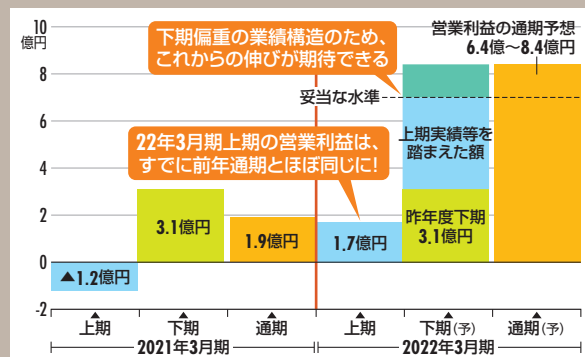 10
億円
8
6
4
2
0
-2
下期偏重の業績構造のため、
これからの伸びが期待できる
営業利益の通期予想
6.4億〜8.4億円
妥当な水準
上期実績等を
踏まえた額
22年3月期上期の営業利益は、
すでに前年通期とほぼ同じに!
昨年度下期
3.1億円
▲1.2億円
3.1億円
1.9億円
1.7億円
上期
下期
通期
上期
下期(予)
通期(予)
2021年3月期
2022年3月期